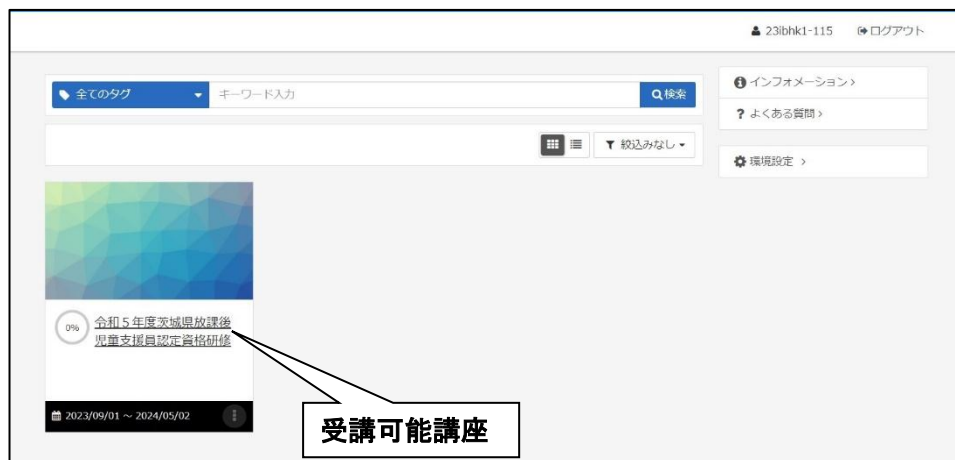 23ibhk1-115 ログアウト
全てのタグ キーワード入力 検索
インフォメーション
よくある質問
絞込みなし
環境設定
0%
令和5年度茨城県放課後
児童支援員認定資格研修
2023/09/01 ~ 2024/05/02
受講可能講座